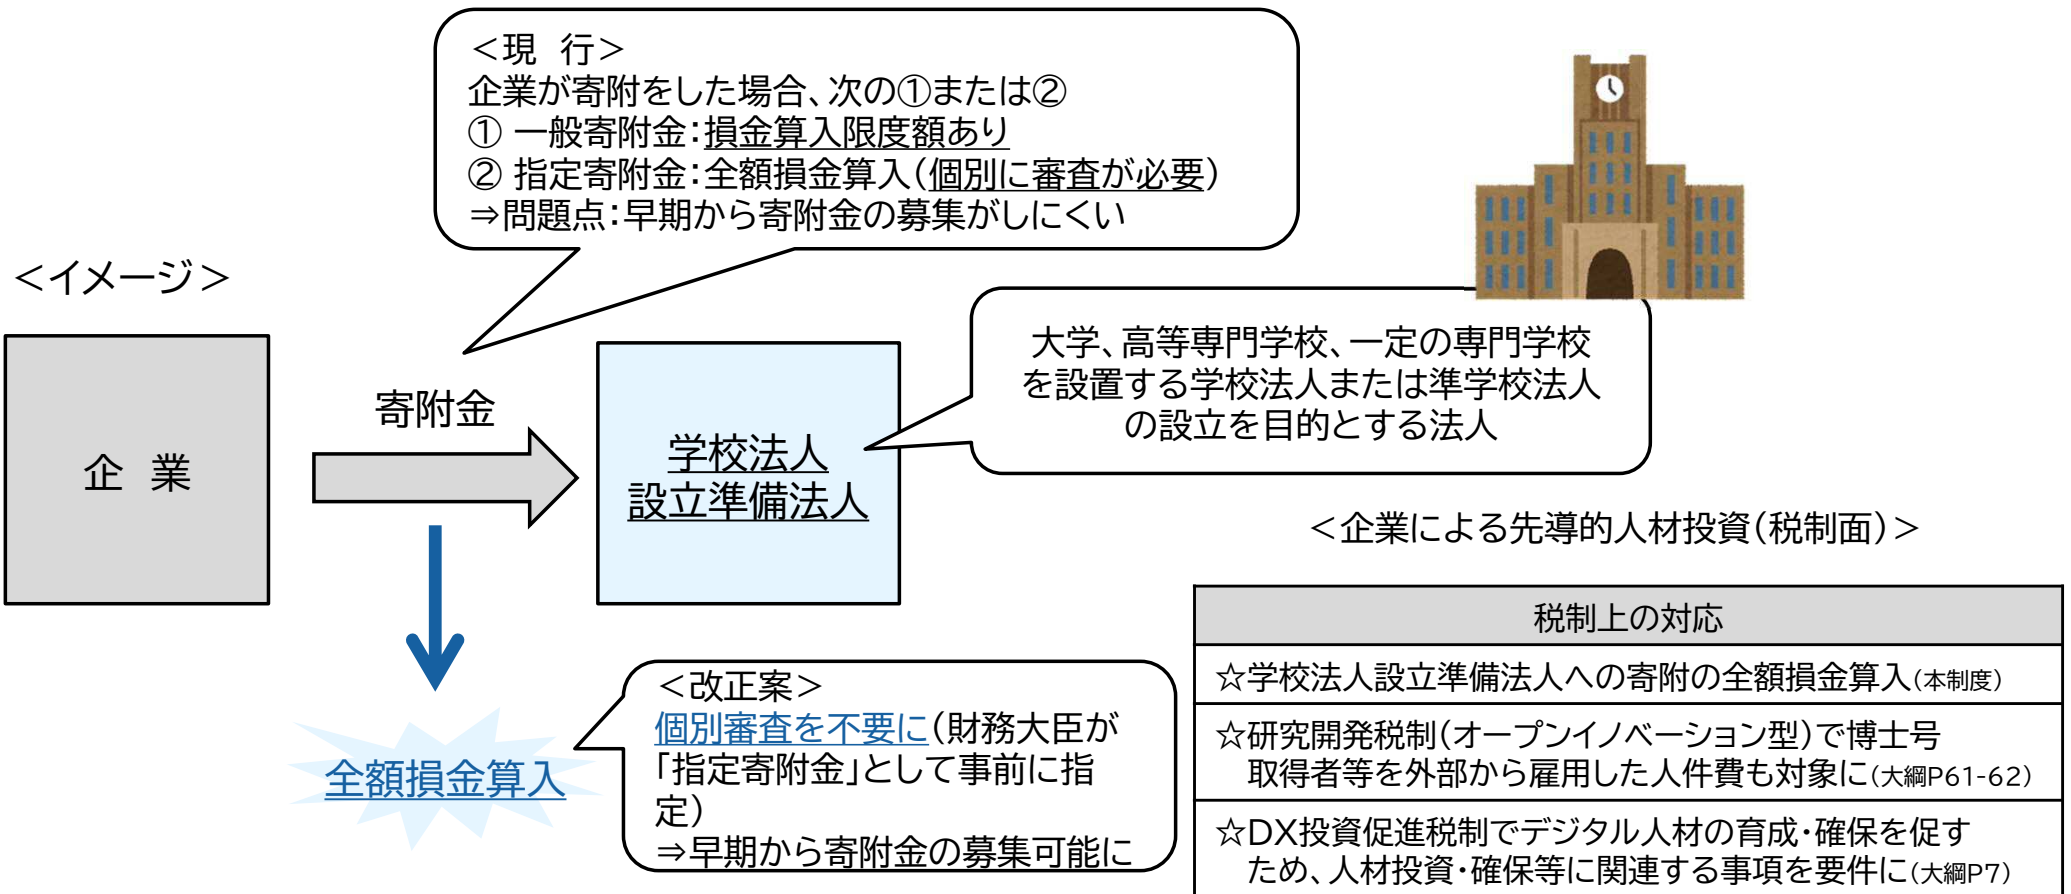 <現 行>
企業が寄附をした場合、次の①または②
① 一般寄附金:損金算入限度額あり
② 指定寄附金:全額損金算入(個別に審査が必要)
⇒問題点:早期から寄附金の募集がしにくい
<イメージ>
企 業
寄附金
学校法人
設立準備法人
大学、高等専門学校、一定の専門学校
を設置する学校法人または準学校法人
の設立を目的とする法人
全額損金算入
<改正案>
個別審査を不要に(財務大臣が
「指定寄附金」として事前に指
定)
⇒早期から寄附金の募集可能に
<企業による先導的人材投資(税制面)>
税制上の対応
☆学校法人設立準備法人への寄附の全額損金算入(本制度)
☆研究開発税制(オープンイノベーション型)で博士号
取得者等を外部から雇用した人件費も対象に(大綱P61-62)
☆DX投資促進税制でデジタル人材の育成・確保を促す
ため、人材投資・確保等に関連する事項を要件に(大綱P7)